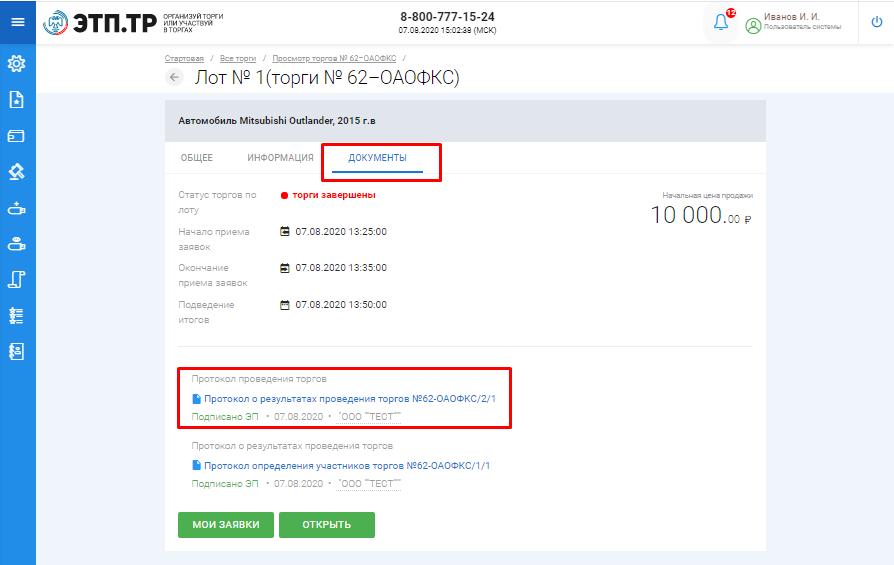 ЭТП.ТР
ОРГАНИЗУЙ ТОРГИ
ИЛИ УЧАСТВУЙ
В ТОРГАХ
8-800-777-15-24
07.08.2020 15:02:38 (МСК)
12
Иванов И. И.
Пользователь системы
Стартовая / Все торги / Просмотр торгов № 62-ОАОФКС /
Лот № 1(торги № 62-ОАОФКС)
Автомобиль Mitsubishi Outlander, 2015 г.в
ОБЩЕЕ ИНФОРМАЦИЯ ДОКУМЕНТЫ
Статус торгов по
лоту
торги завершены
Начальная цена продажи
10 000.00 ₽
Начало приема
заявок
07.08.2020 13:25:00
Окончание
приема заявок
07.08.2020 13:35:00
Подведение
итогов
07.08.2020 13:50:00
Протокол проведения торгов
Протокол о результатах проведения торгов №62-ОАОФКС/2/1
Подписано ЭП • 07.08.2020 • "ООО ""ТЕСТ"""
Протокол о результатах проведения торгов
Протокол определения участников торгов №62-ОАОФКС/1/1
Подписано ЭП • 07.08.2020 • "ООО ""ТЕСТ"""
МОИ ЗАЯВКИ ОТКРЫТЬ